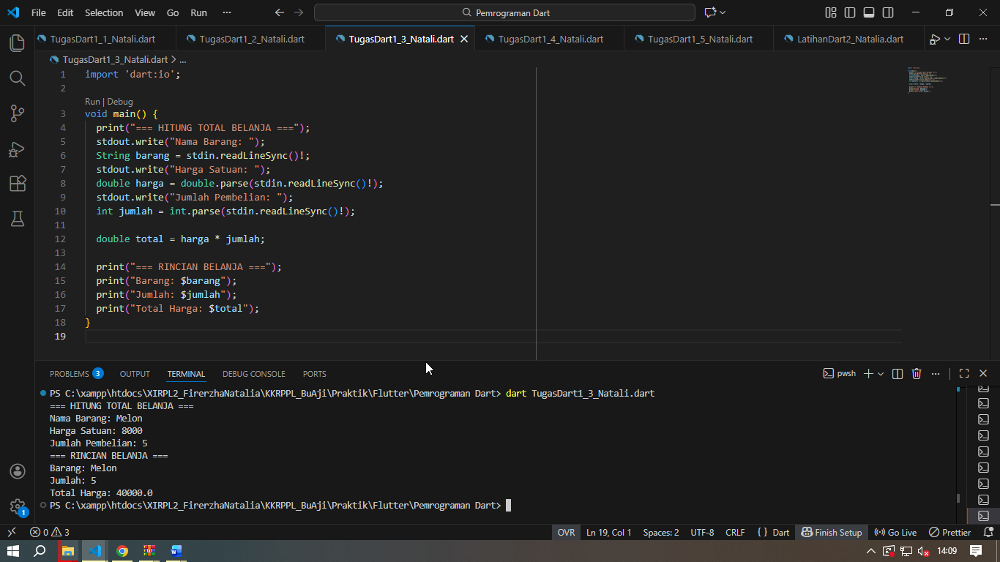 File Edit Selection View Go Run ··· Pemrograman Dart
TugasDart1_1_Natali.dart TugasDart1_2_Natali.dart TugasDart1_3_Natali.dart TugasDart1_4_Natali.dart TugasDart1_5_Natali.dart LatihanDart2_Natalia.dart
TugasDart1_3_Natali.dart > ...
1 import 'dart:io';
2
Run | Debug
3 void main() {
4 print("=== HITUNG TOTAL BELANJA ===");
5 stdout.write("Nama Barang: ");
6 String barang = stdin.readLineSync()!;
7 stdout.write("Harga Satuan: ");
8 double harga = double.parse(stdin.readLineSync()!);
9 stdout.write("Jumlah Pembelian: ");
10 int jumlah = int.parse(stdin.readLineSync()!);
11
12 double total = harga * jumlah;
13
14 print("=== RINCIAN BELANJA ===");
15 print("Barang: $barang");
16 print("Jumlah: $jumlah");
17 print("Total Harga: $total");
18 }
19
PROBLEMS 3 OUTPUT TERMINAL DEBUG CONSOLE PORTS pwsh
PS C:\xampp\htdocs\XIRPL2_FirerzhaNatalia\KKRPPL_BuAji\Praktik\Flutter\Pemrograman Dart> dart TugasDart1_3_Natali.dart
=== HITUNG TOTAL BELANJA ===
Nama Barang: Melon
Harga Satuan: 8000
Jumlah Pembelian: 5
=== RINCIAN BELANJA ===
Barang: Melon
Jumlah: 5
Total Harga: 40000.0
PS C:\xampp\htdocs\XIRPL2_FirerzhaNatalia\KKRPPL_BuAji\Praktik\Flutter\Pemrograman Dart>
1
0 3 OVR Ln 19, Col 1 Spaces: 2 UTF-8 CRLF { } Dart Finish Setup Go Live Prettier
14:09